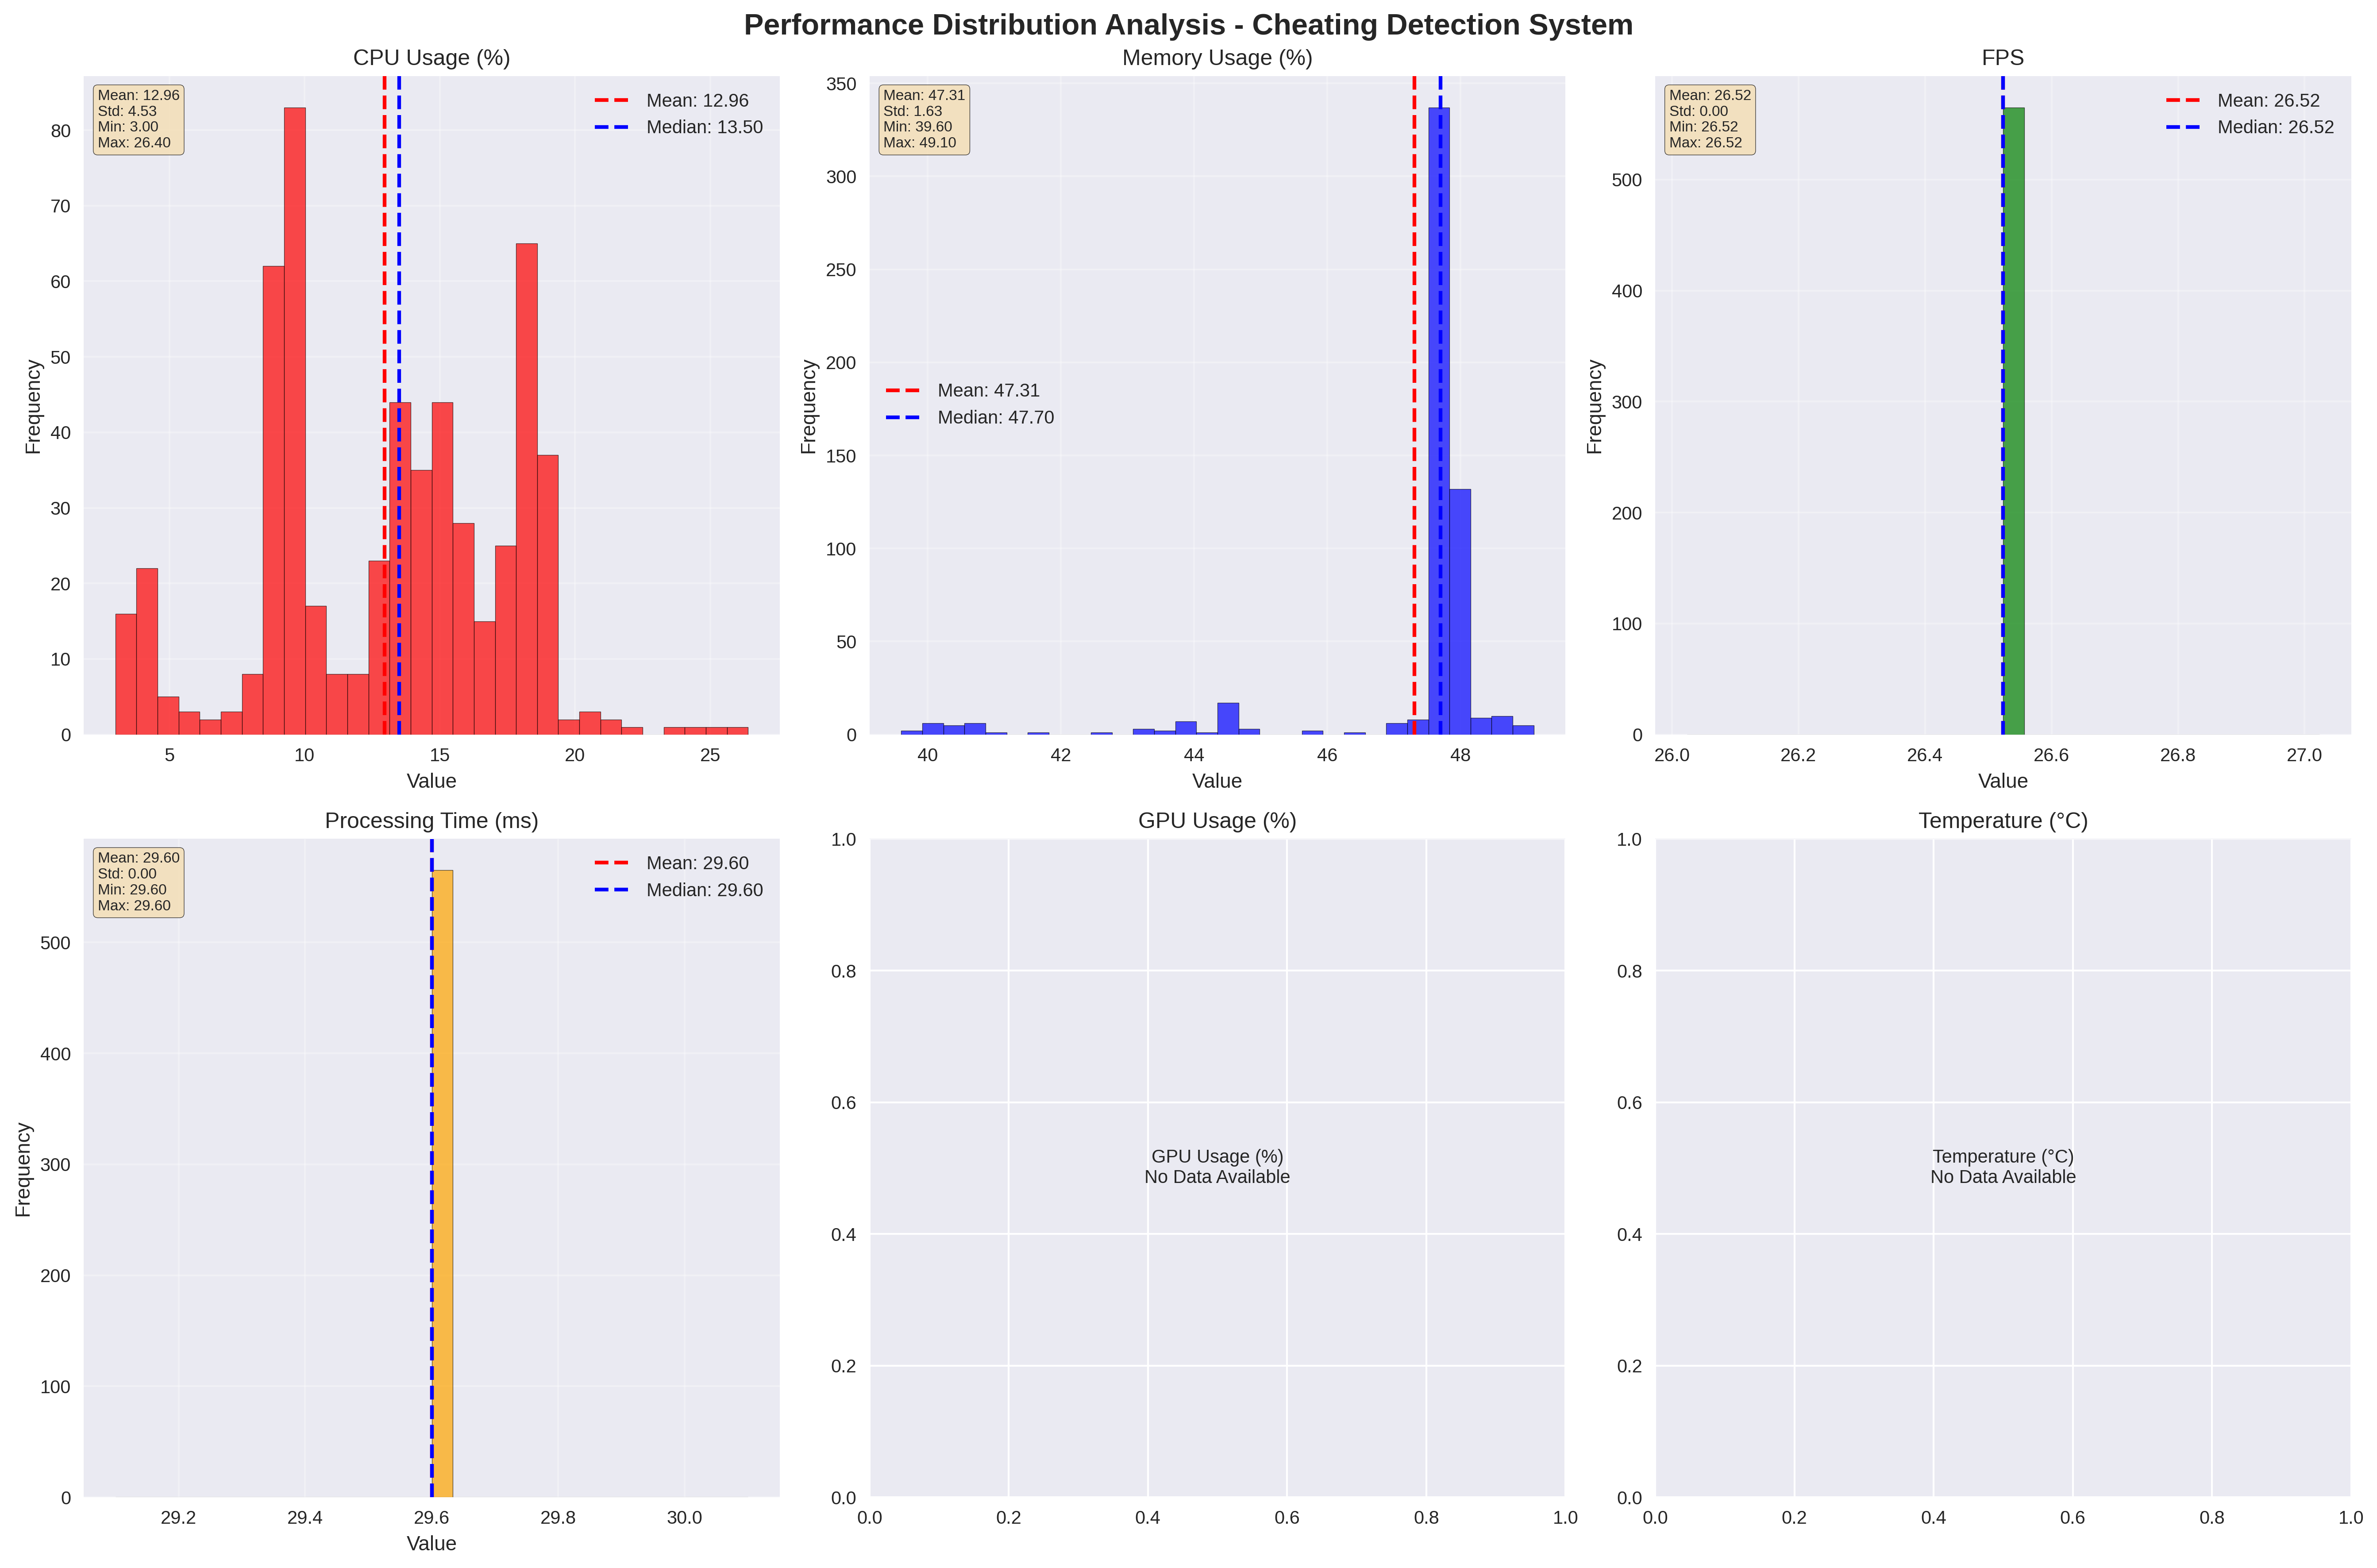 Performance Distribution Analysis - Cheating Detection System
CPU Usage (%)
Mean: 12.96
Std: 4.53
Min: 3.00
Max: 26.40
Mean: 12.96
Median: 13.50
Frequency
80
70
60
50
40
30
20
10
0
5
10
15
20
25
Value
Memory Usage (%)
Mean: 47.31
Std: 1.63
Min: 39.60
Max: 49.10
Mean: 47.31
Median: 47.70
Frequency
350
300
250
200
150
100
50
0
40
42
44
46
48
Value
FPS
Mean: 26.52
Std: 0.00
Min: 26.52
Max: 26.52
Mean: 26.52
Median: 26.52
Frequency
500
400
300
200
100
0
26.0
26.2
26.4
26.6
26.8
27.0
Value
Processing Time (ms)
Mean: 29.60
Std: 0.00
Min: 29.60
Max: 29.60
Mean: 29.60
Median: 29.60
Frequency
500
400
300
200
100
0
29.2
29.4
29.6
29.8
30.0
Value
GPU Usage (%)
1.0
0.8
0.6
0.4
0.2
0.0
GPU Usage (%)
No Data Available
0.0
0.2
0.4
0.6
0.8
1.0
Temperature (°C)
1.0
0.8
0.6
0.4
0.2
0.0
Temperature (°C)
No Data Available
0.0
0.2
0.4
0.6
0.8
1.0